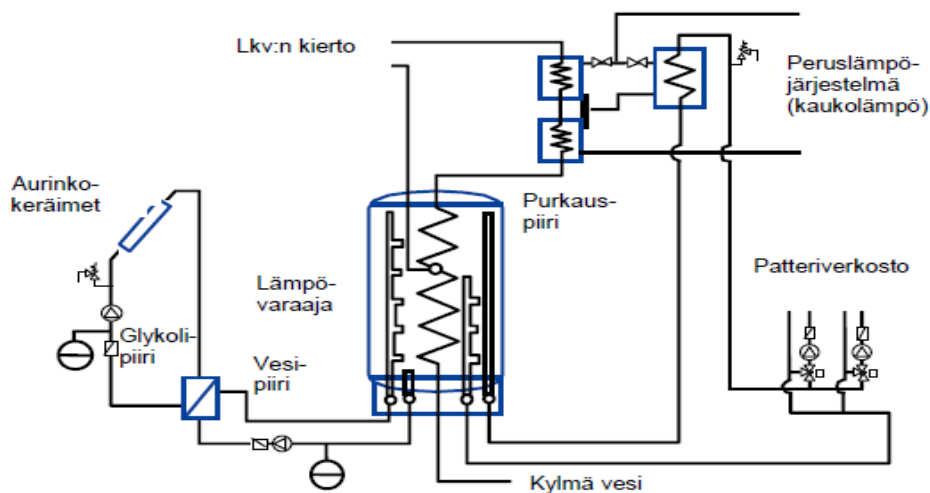 Lkv:n kierto
Peruslämpö-
järjestelmä
(kaukolämpö)
Aurinko-
keräimet
Purkaus-
piiri
Lämpö-
varaaja
Patteriverkosto
Glykoli-
piiri
Vesi-
piiri
Kylmä vesi